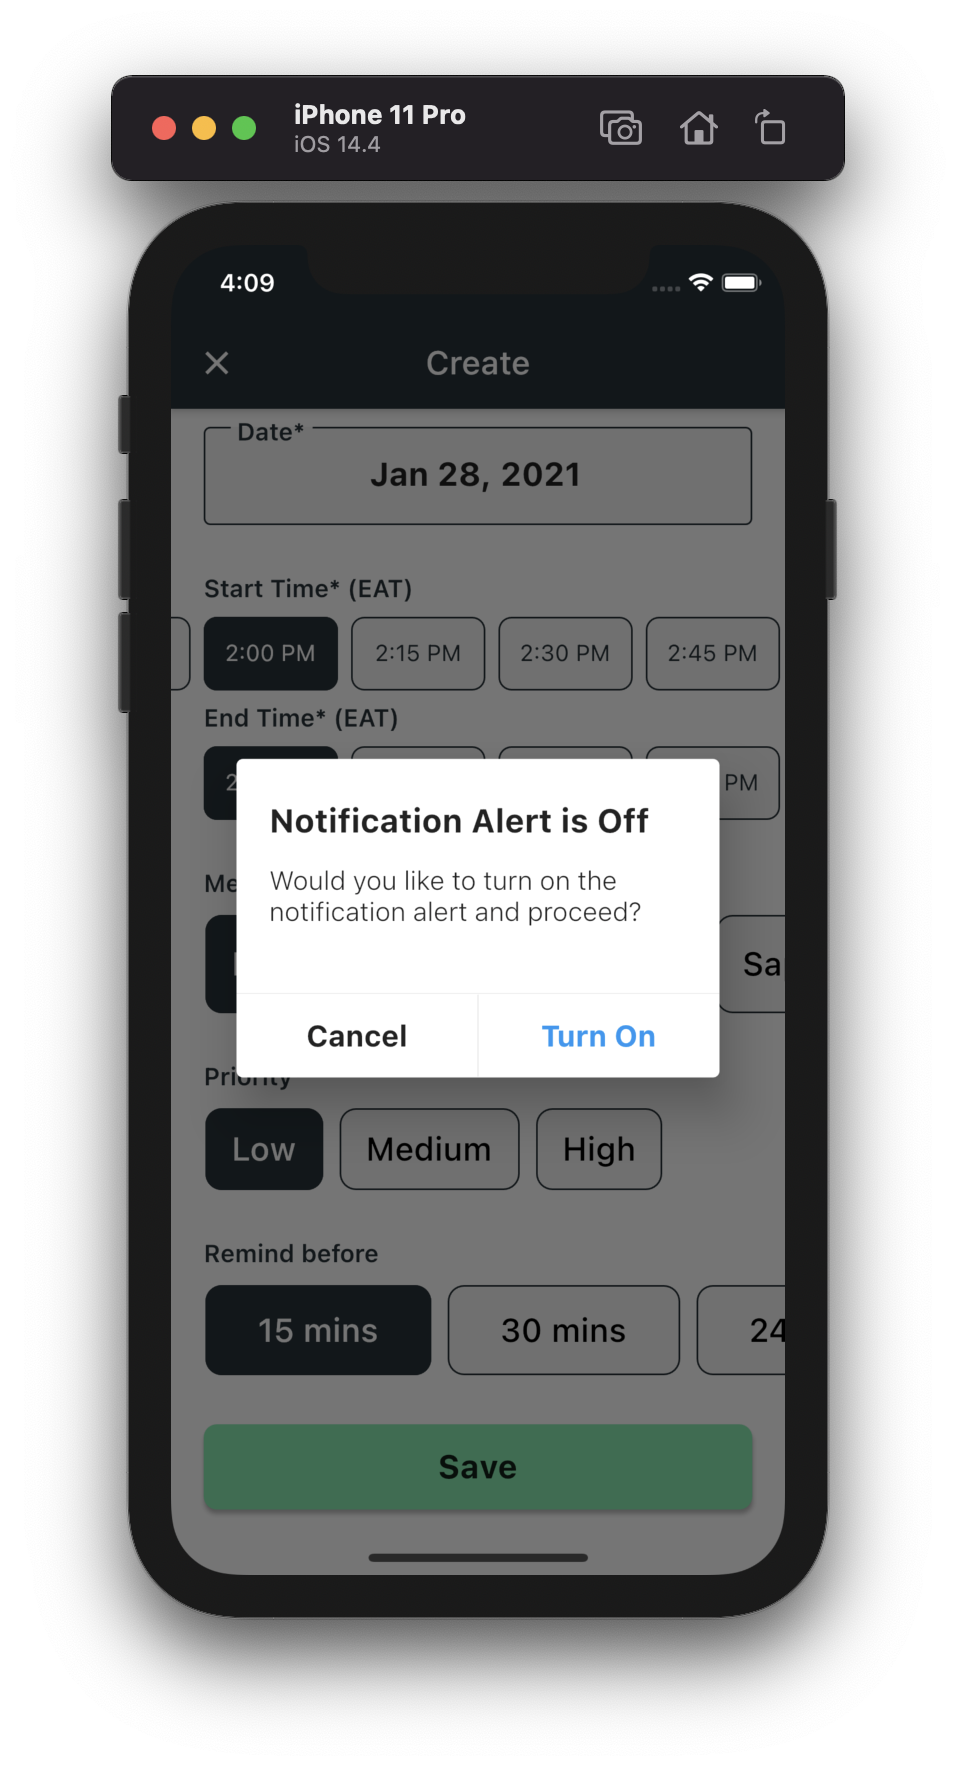 iPhone 11 Pro
iOS 14.4
4:09
Create
Date*
Jan 28, 2021
Start Time* (EAT)
2:00 PM 2:15 PM 2:30 PM 2:45 PM
End Time* (EAT)
PM
Notification Alert is Off
Would you like to turn on the
notification alert and proceed?
Cancel Turn On
Priority
Low Medium High
Remind before
15 mins 30 mins 24
Save